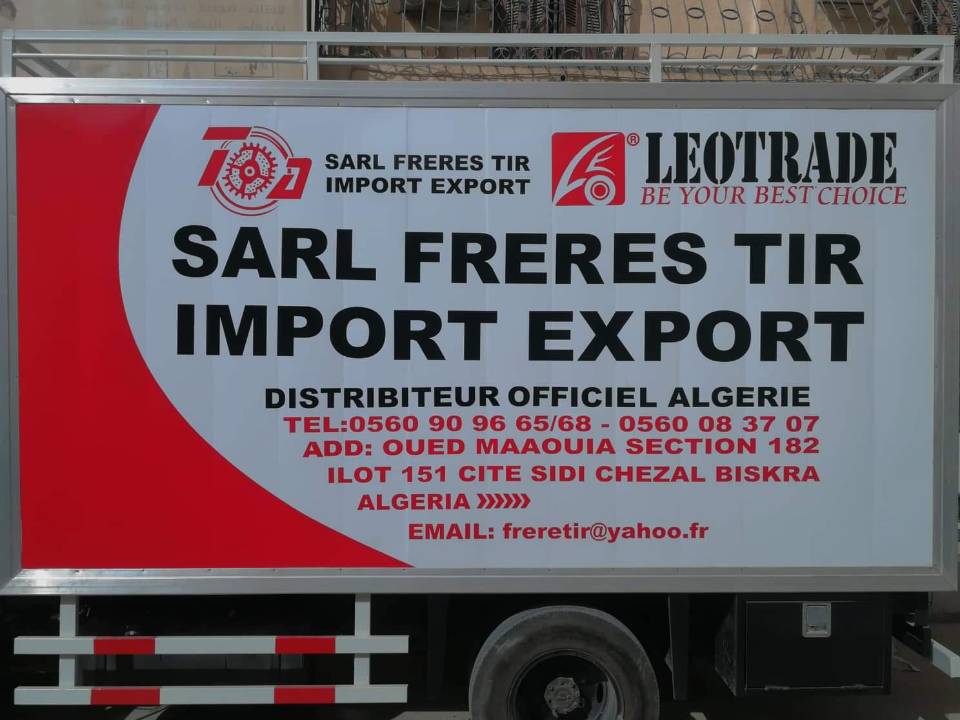 TD
SARL FRERES TIR
IMPORT EXPORT
LEO
®
LEOTRADE
BE YOUR BEST CHOICE
SARL FRERES TIR
IMPORT EXPORT
DISTRIBITEUR OFFICIEL ALGERIE
TEL:0560 90 96 65/68 - 0560 08 37 07
ADD: OUED MAAOUIA SECTION 182
ILOT 151 CITE SIDI CHEZAL BISKRA
ALGERIA »»»
EMAIL: freretir@yahoo.fr